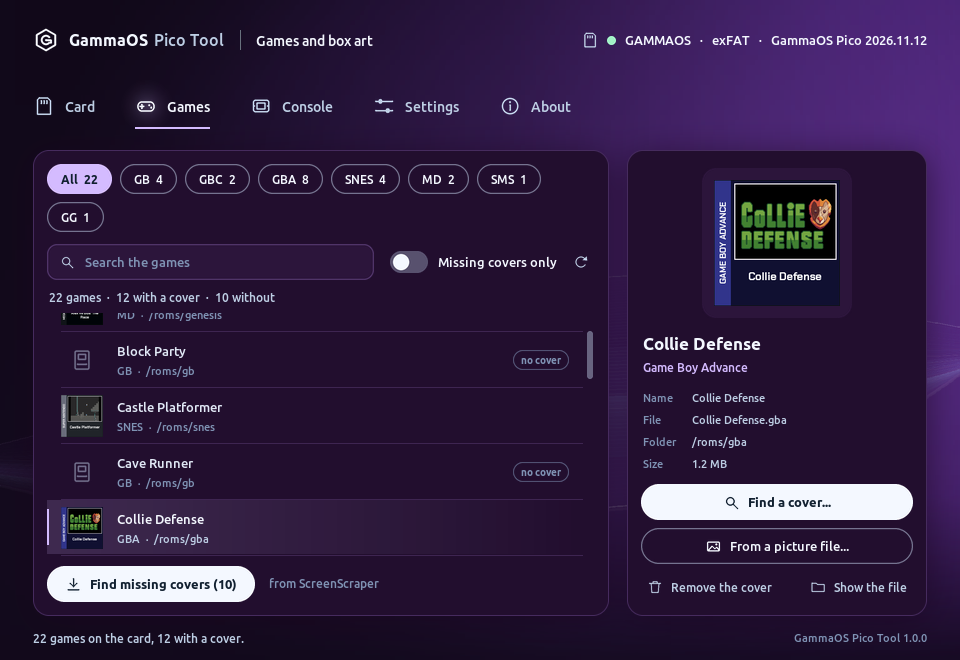 GammaOS Pico Tool | Games and box art
GAMMAOS · exFAT · GammaOS Pico 2026.11.12
Card Games Console Settings About
All 22 GB 4 GBC 2 GBA 8 SNES 4 MD 2 SMS 1
GG 1
Search the games
Missing covers only
22 games · 12 with a cover · 10 without
MD · /roms/genesis
Block Party
GB · /roms/gb
no cover
Castle Platformer
SNES · /roms/snes
Castle Platformer
Cave Runner
GB · /roms/gb
no cover
Collie Defense
GBA · /roms/gba
COLLIE
DEFENSE
Collie Defense
Find missing covers (10)
from ScreenScraper
GAME BOY ADVANCE
COLLIE
DEFENSE
Collie Defense
Collie Defense
Game Boy Advance
Name Collie Defense
File Collie Defense.gba
Folder /roms/gba
Size 1.2 MB
Find a cover...
From a picture file...
Remove the cover Show the file
22 games on the card, 12 with a cover.
GammaOS Pico Tool 1.0.0